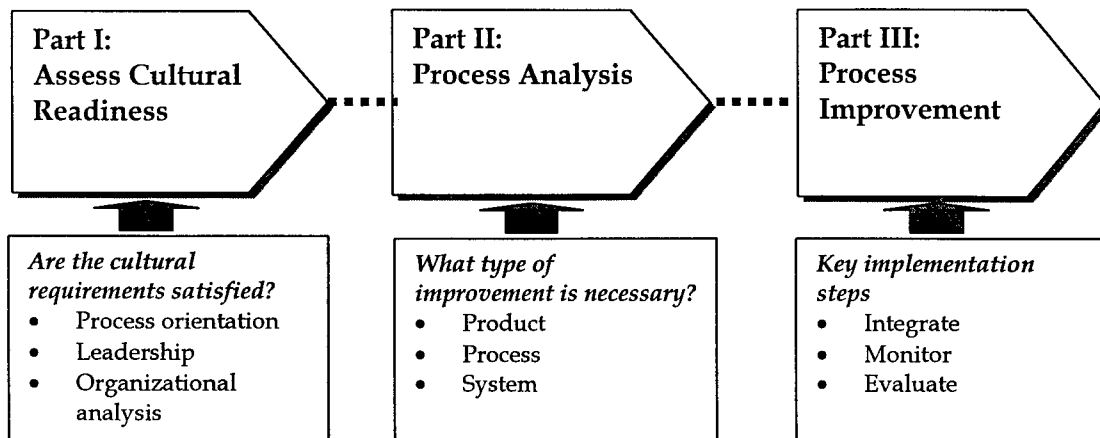 Part I:
Assess Cultural
Readiness
Part II:
Process Analysis
Part III:
Process
Improvement
Are the cultural
requirements satisfied?
• Process orientation
• Leadership
• Organizational
analysis
What type of
improvement is necessary?
• Product
• Process
• System
Key implementation
steps
• Integrate
• Monitor
• Evaluate